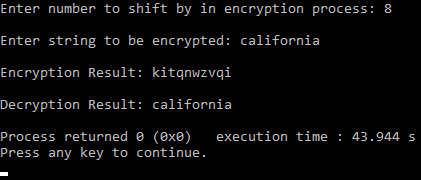 Enter number to shift by in encryption process: 8
Enter string to be encrypted: california
Encryption Result: kitqnwzvqi
Decryption Result: california
Process returned 0 (0x0)   execution time : 43.944 s
Press any key to continue.